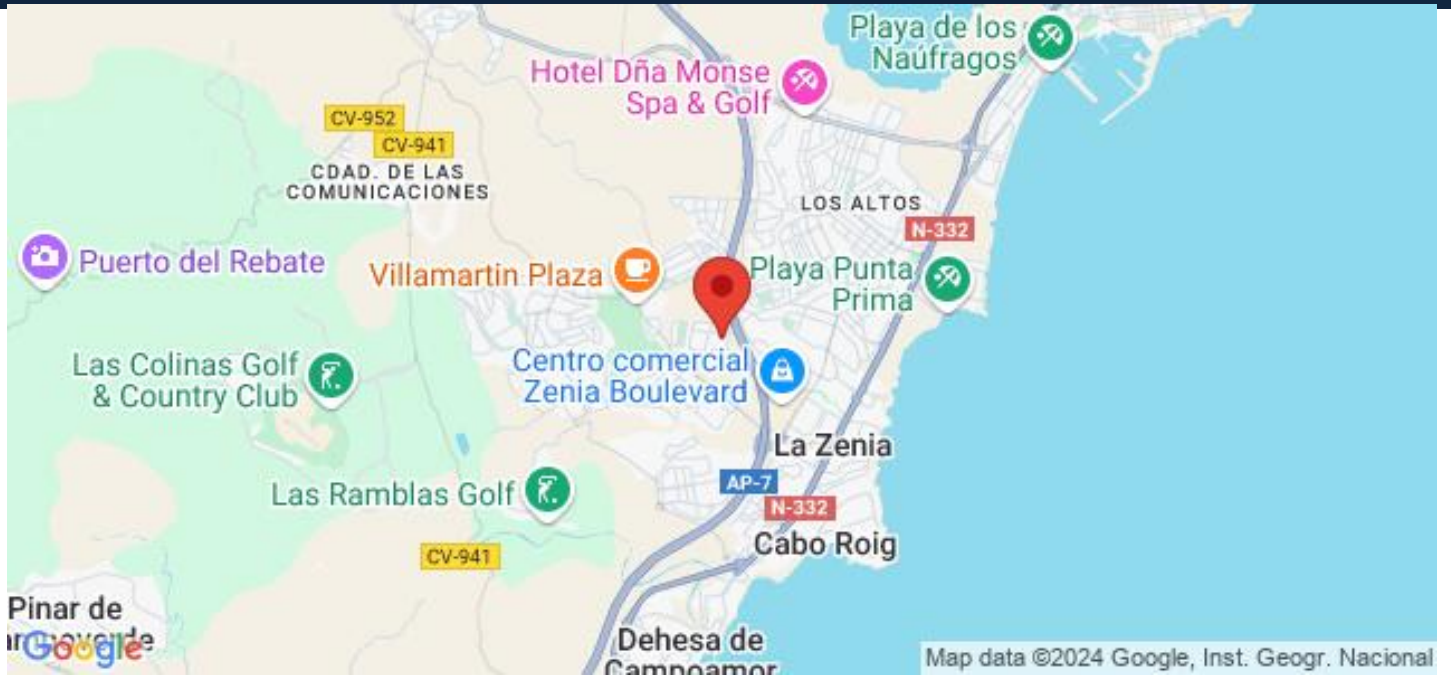 Playa de los
Naúfragos
Hotel Dña Monse
Spa & Golf
CV-952
CV-941
CDAD. DE LAS
COMUNICACIONES
LOS ALTOS
N-332
Puerto del Rebate
Villamartin Plaza
Playa Punta
Prima
Las Colinas Golf
& Country Club
Centro comercial
Zenia Boulevard
La Zenia
Las Ramblas Golf
AP-7
N-332
Cabo Roig
CV-941
Pinar de
Google
Dehesa de
Campoamor
Map data ©2024 Google, Inst. Geogr. Nacional